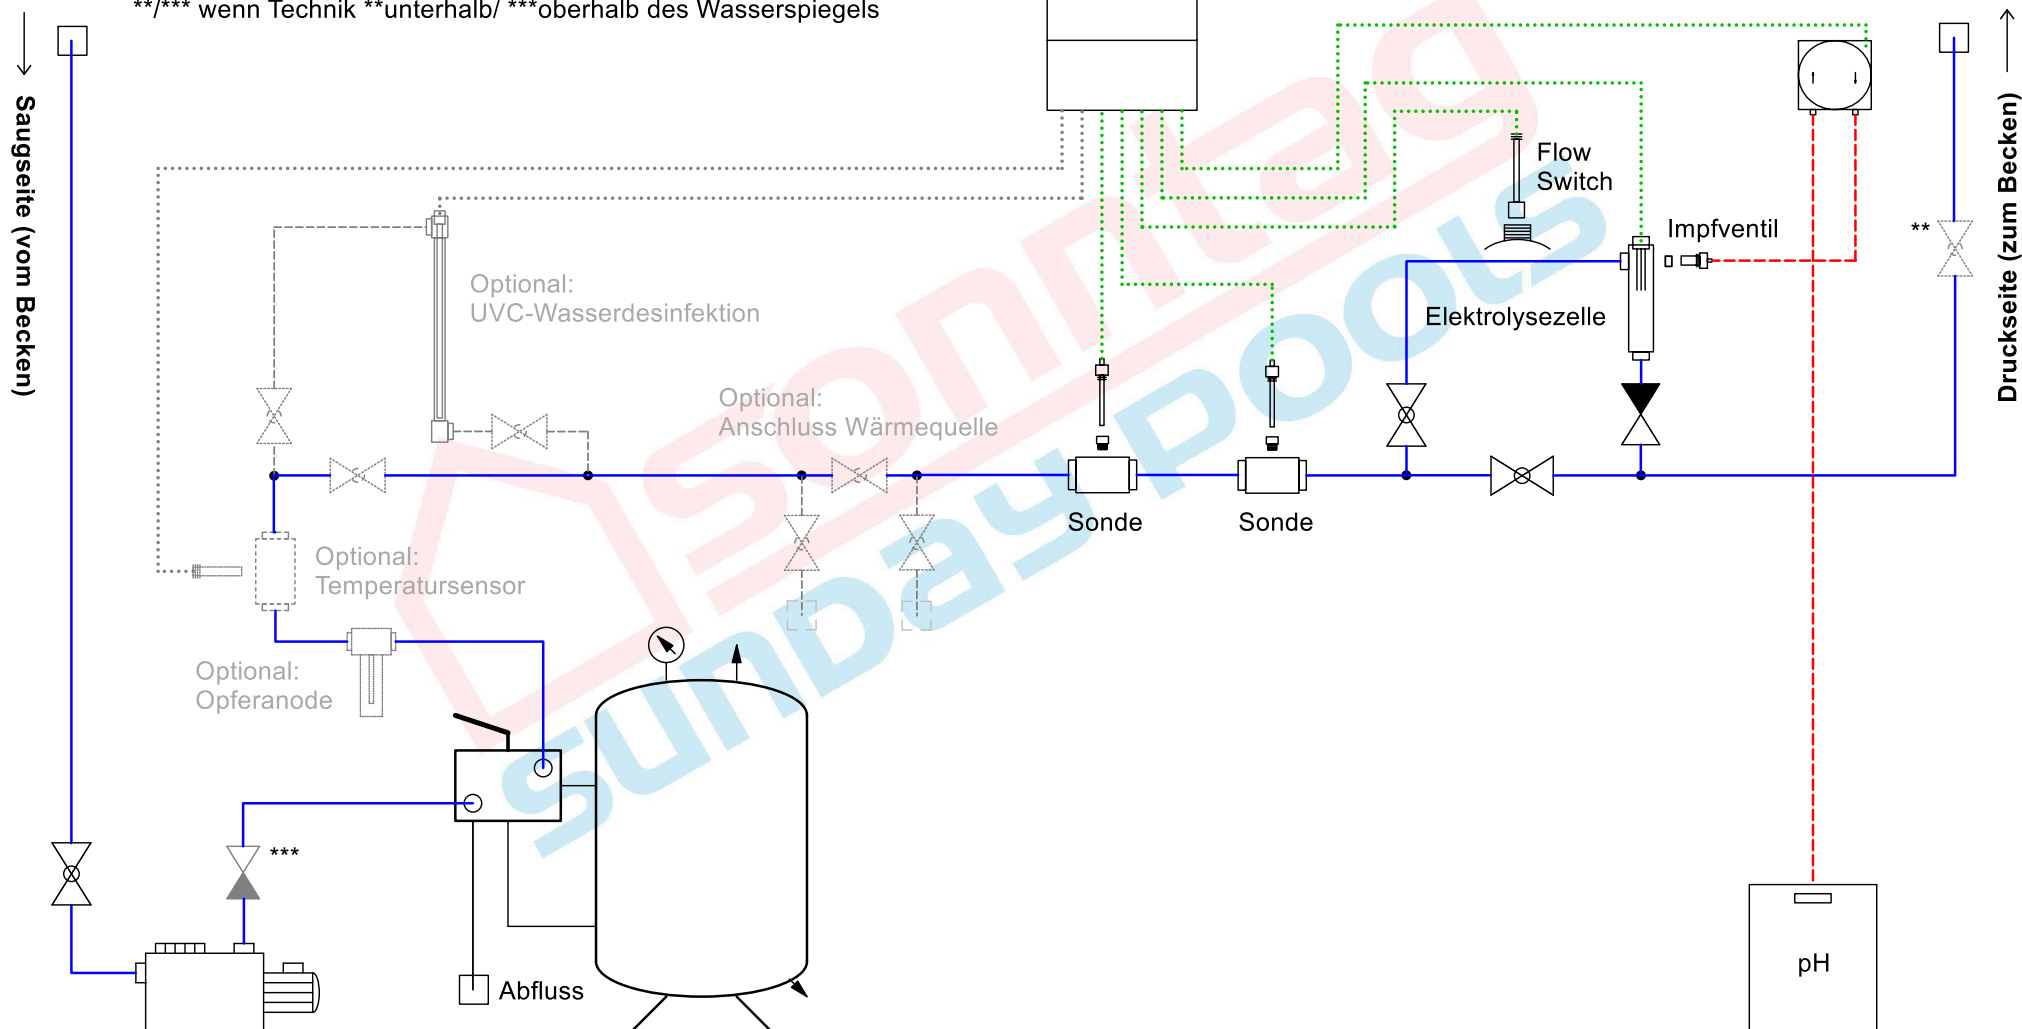 **/*** wenn Technik **unterhalb/ ***oberhalb des Wasserspiegels
Saugseite (vom Becken)
Druckseite (zum Becken)
Flow
Switch
Impfventil
**
Optional:
UVC-Wasserdesinfektion
Elektrolysezelle
Optional:
Anschluss Wärmequelle
Sonde
Sonde
Optional:
Temperatursensor
Optional:
Opferanode
***
Abfluss
pH
sonntag
sunday pools